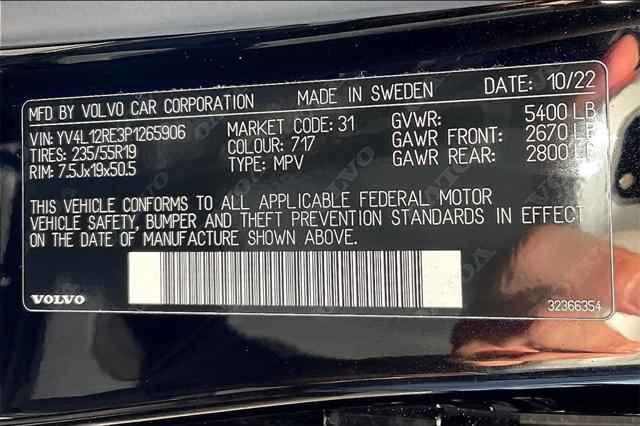 MFD BY VOLVO CAR CORPORATION MADE IN SWEDEN DATE: 10/22
VIN: YV4L12RE3P1265906 MARKET CODE: 31 GVWR: 5400 LB
TIRES: 235/55R19 COLOUR: 717 GAWR FRONT: 2670 LB
RIM: 7.5Jx19x50.5 TYPE: MPV GAWR REAR: 2800 LB
THIS VEHICLE CONFORMS TO ALL APPLICABLE FEDERAL MOTOR
VEHICLE SAFETY, BUMPER AND THEFT PREVENTION STANDARDS IN EFFECT
ON THE DATE OF MANUFACTURE SHOWN ABOVE.
VOLVO 32366354